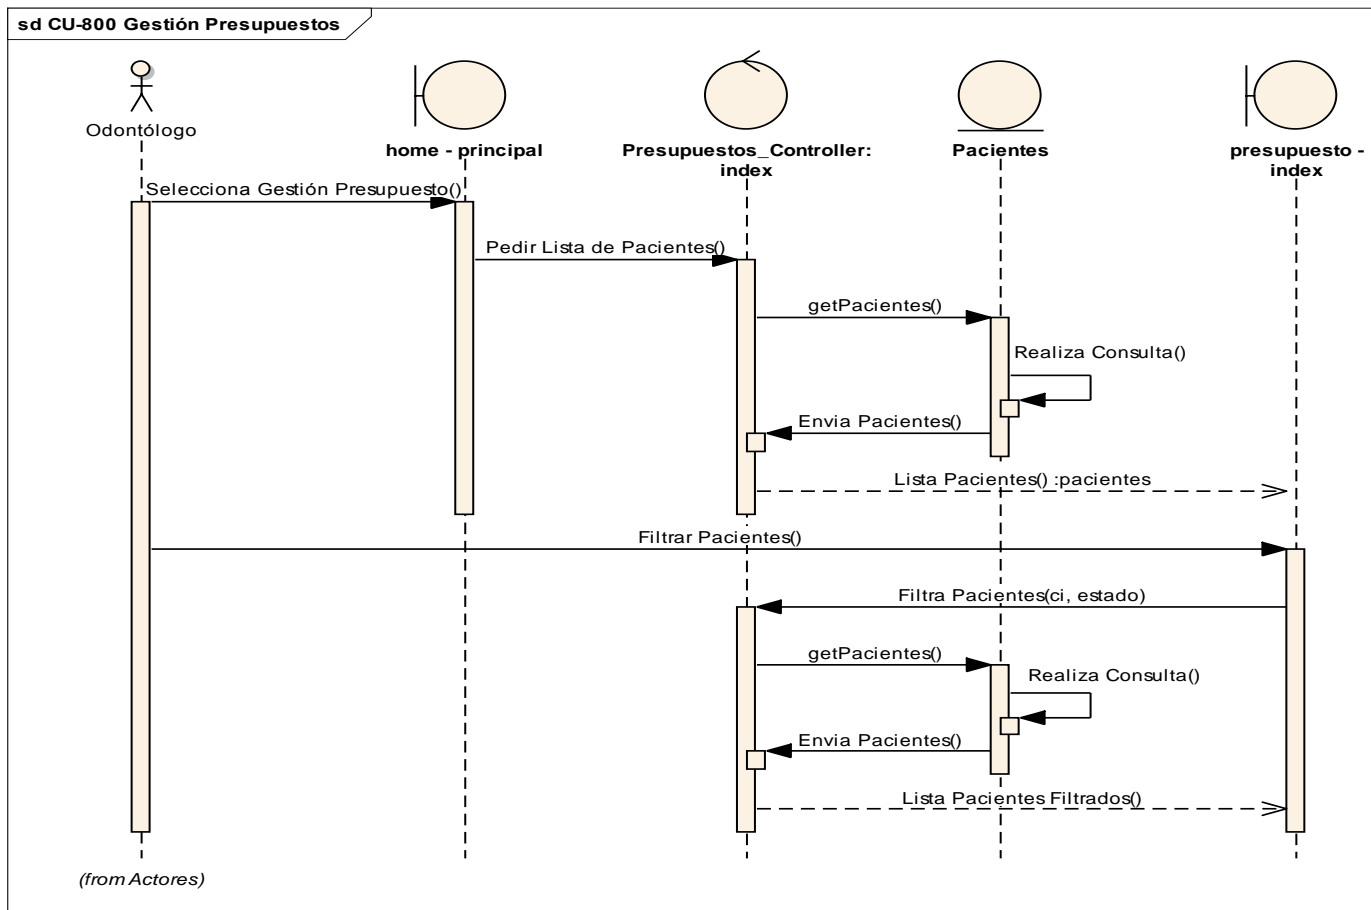 sd CU-800 Gestión Presupuestos
Odontólogo
home - principal
Presupuestos_Controller:
index
Pacientes
presupuesto -
index
Selecciona Gestión Presupuesto()
Pedir Lista de Pacientes()
getPacientes()
Realiza Consulta()
Envia Pacientes()
Lista Pacientes() :pacientes
Filtrar Pacientes()
Filtra Pacientes(ci, estado)
getPacientes()
Realiza Consulta()
Envia Pacientes()
Lista Pacientes Filtrados()
(from Actores)